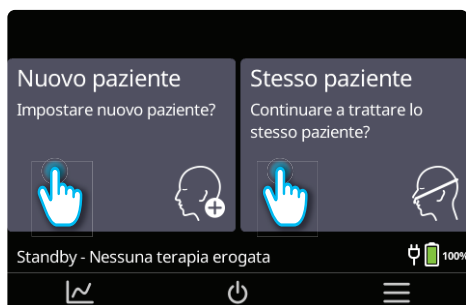 Nuovo paziente
Impostare nuovo paziente?
Stesso paziente
Continuare a trattare lo
stesso paziente?
Standby - Nessuna terapia erogata
100%